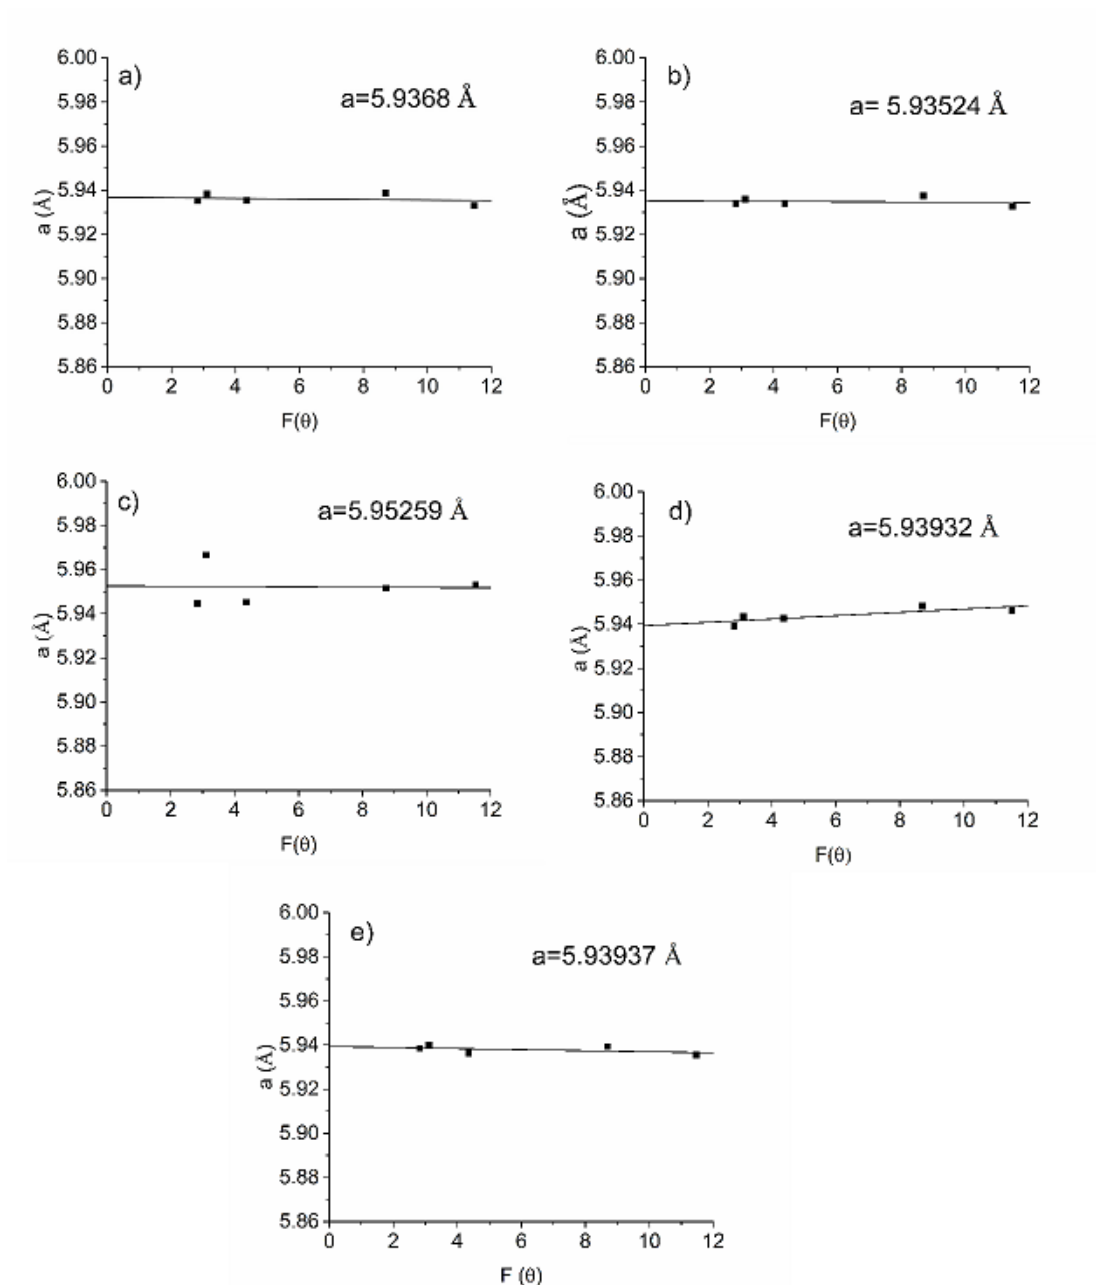 a)
a=5.9368 Å
6.00
5.98
5.96
5.94
5.92
5.90
5.88
5.86
a (Å)
0 2 4 6 8 10 12
F(θ)
b)
a= 5.93524 Å
6.00
5.98
5.96
5.94
5.92
5.90
5.88
5.86
a (Å)
0 2 4 6 8 10 12
F(θ)
c)
a=5.95259 Å
6.00
5.98
5.96
5.94
5.92
5.90
5.88
5.86
a (Å)
0 2 4 6 8 10 12
F(θ)
d)
a=5.93932 Å
6.00
5.98
5.96
5.94
5.92
5.90
5.88
5.86
a (Å)
0 2 4 6 8 10 12
F(θ)
e)
a=5.93937 Å
6.00
5.98
5.96
5.94
5.92
5.90
5.88
5.86
a (Å)
0 2 4 6 8 10 12
F (θ)